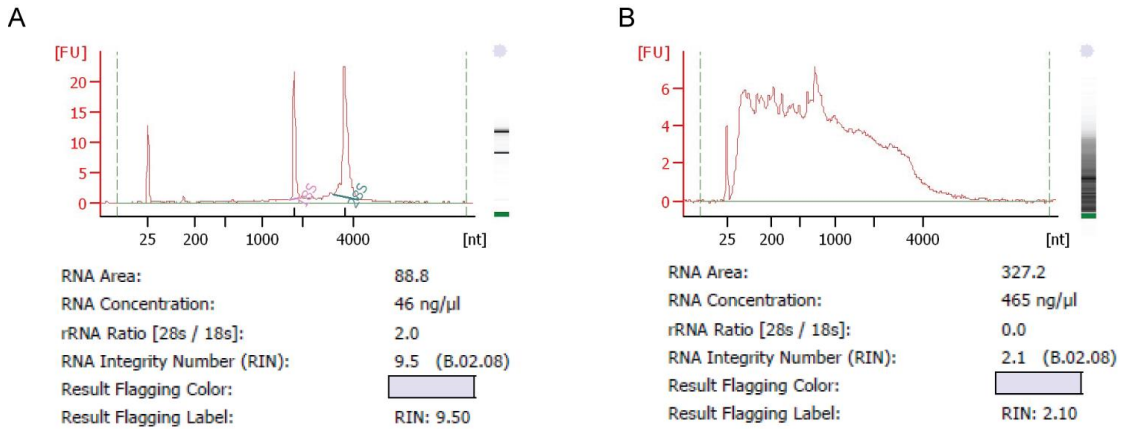 A
[FU]
20
15
10
5
0
18S
28S
25 200 1000 4000 [nt]
RNA Area: 88.8
RNA Concentration: 46 ng/µl
rRNA Ratio [28s / 18s]: 2.0
RNA Integrity Number (RIN): 9.5 (B.02.08)
Result Flagging Color:
Result Flagging Label: RIN: 9.50
B
[FU]
6
4
2
0
25 200 1000 4000 [nt]
RNA Area: 327.2
RNA Concentration: 465 ng/µl
rRNA Ratio [28s / 18s]: 0.0
RNA Integrity Number (RIN): 2.1 (B.02.08)
Result Flagging Color:
Result Flagging Label: RIN: 2.10